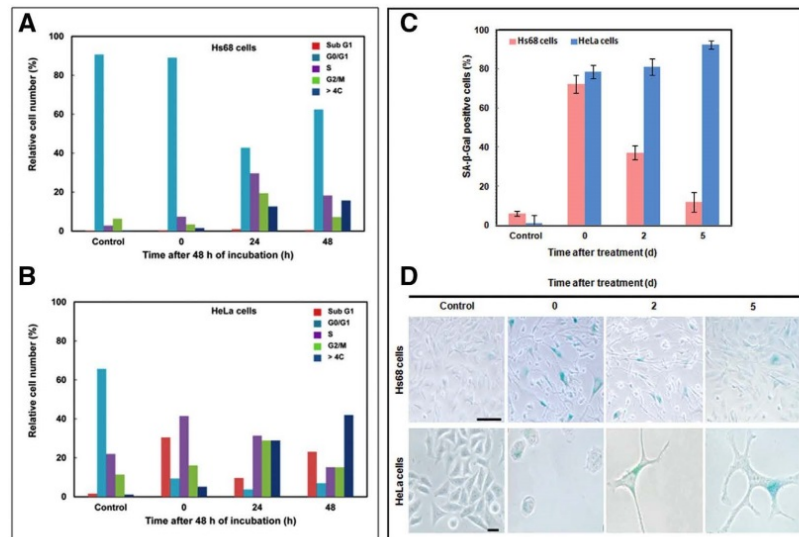 A
Hs68 cells
Sub G1
G0/G1
S
G2/M
> 4C
Relative cell number (%)
100
80
60
40
20
0
Control
0
24
48
Time after 48 h of incubation (h)
B
HeLa cells
Sub G1
G0/G1
S
G2/M
> 4C
Relative cell number (%)
100
80
60
40
20
0
Control
0
24
48
Time after 48 h of incubation (h)
C
Hs68 cells
HeLa cells
SA-β-Gal positive cells (%)
100
80
60
40
20
0
Control
0
2
5
Time after treatment (d)
D
Time after treatment (d)
Control
0
2
5
Hs68 cells
HeLa cells